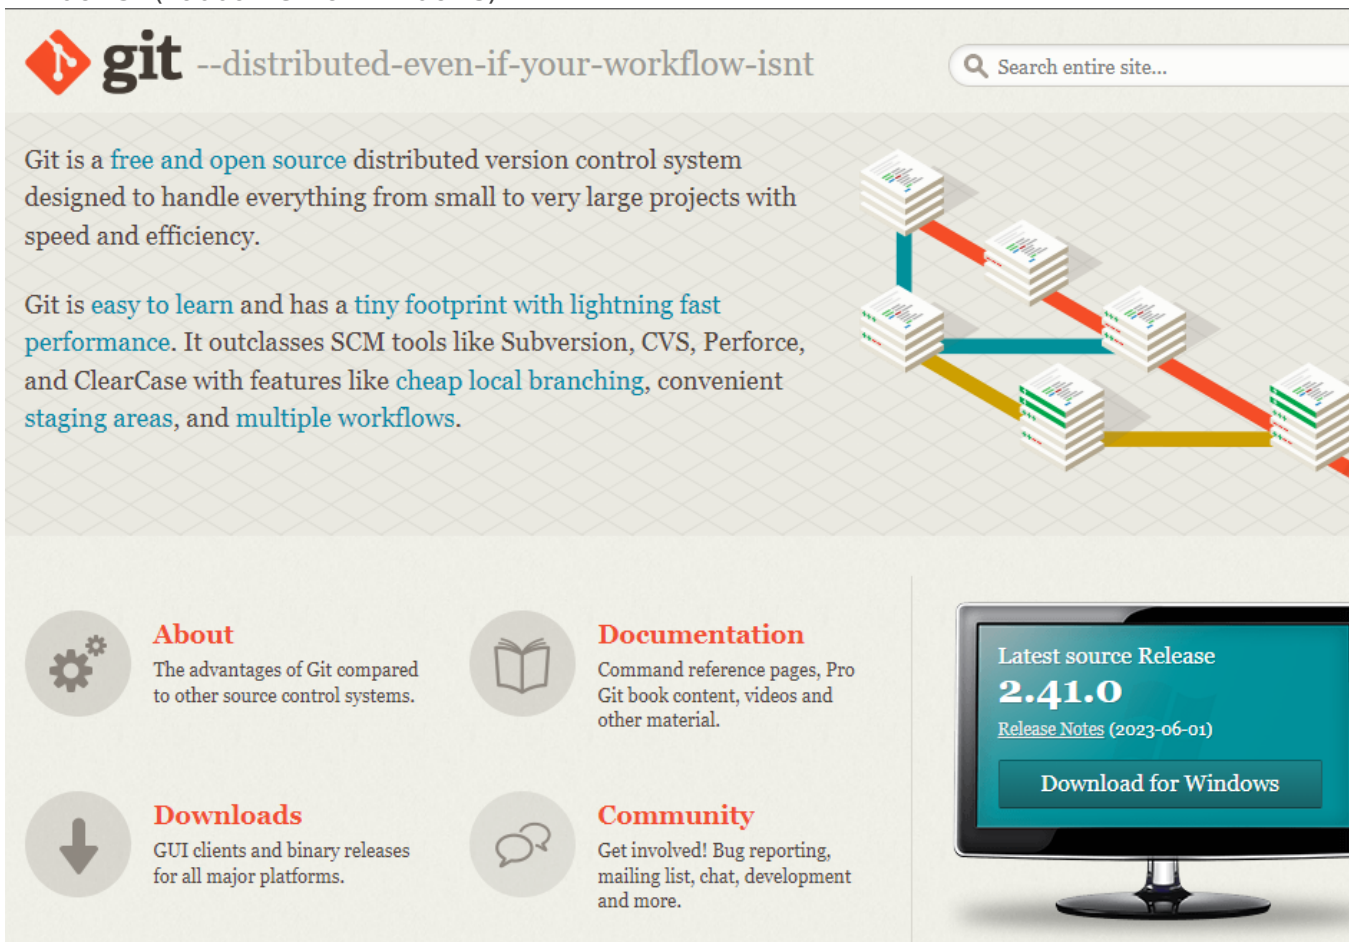 git --distributed-even-if-your-workflow-isnt
Search entire site...
Git is a free and open source distributed version control system
designed to handle everything from small to very large projects with
speed and efficiency.
Git is easy to learn and has a tiny footprint with lightning fast
performance. It outclasses SCM tools like Subversion, CVS, Perforce,
and ClearCase with features like cheap local branching, convenient
staging areas, and multiple workflows.
About
The advantages of Git compared
to other source control systems.
Documentation
Command reference pages, Pro
Git book content, videos and
other material.
Downloads
GUI clients and binary releases
for all major platforms.
Community
Get involved! Bug reporting,
mailing list, chat, development
and more.
Latest source Release
2.41.0
Release Notes (2023-06-01)
Download for Windows